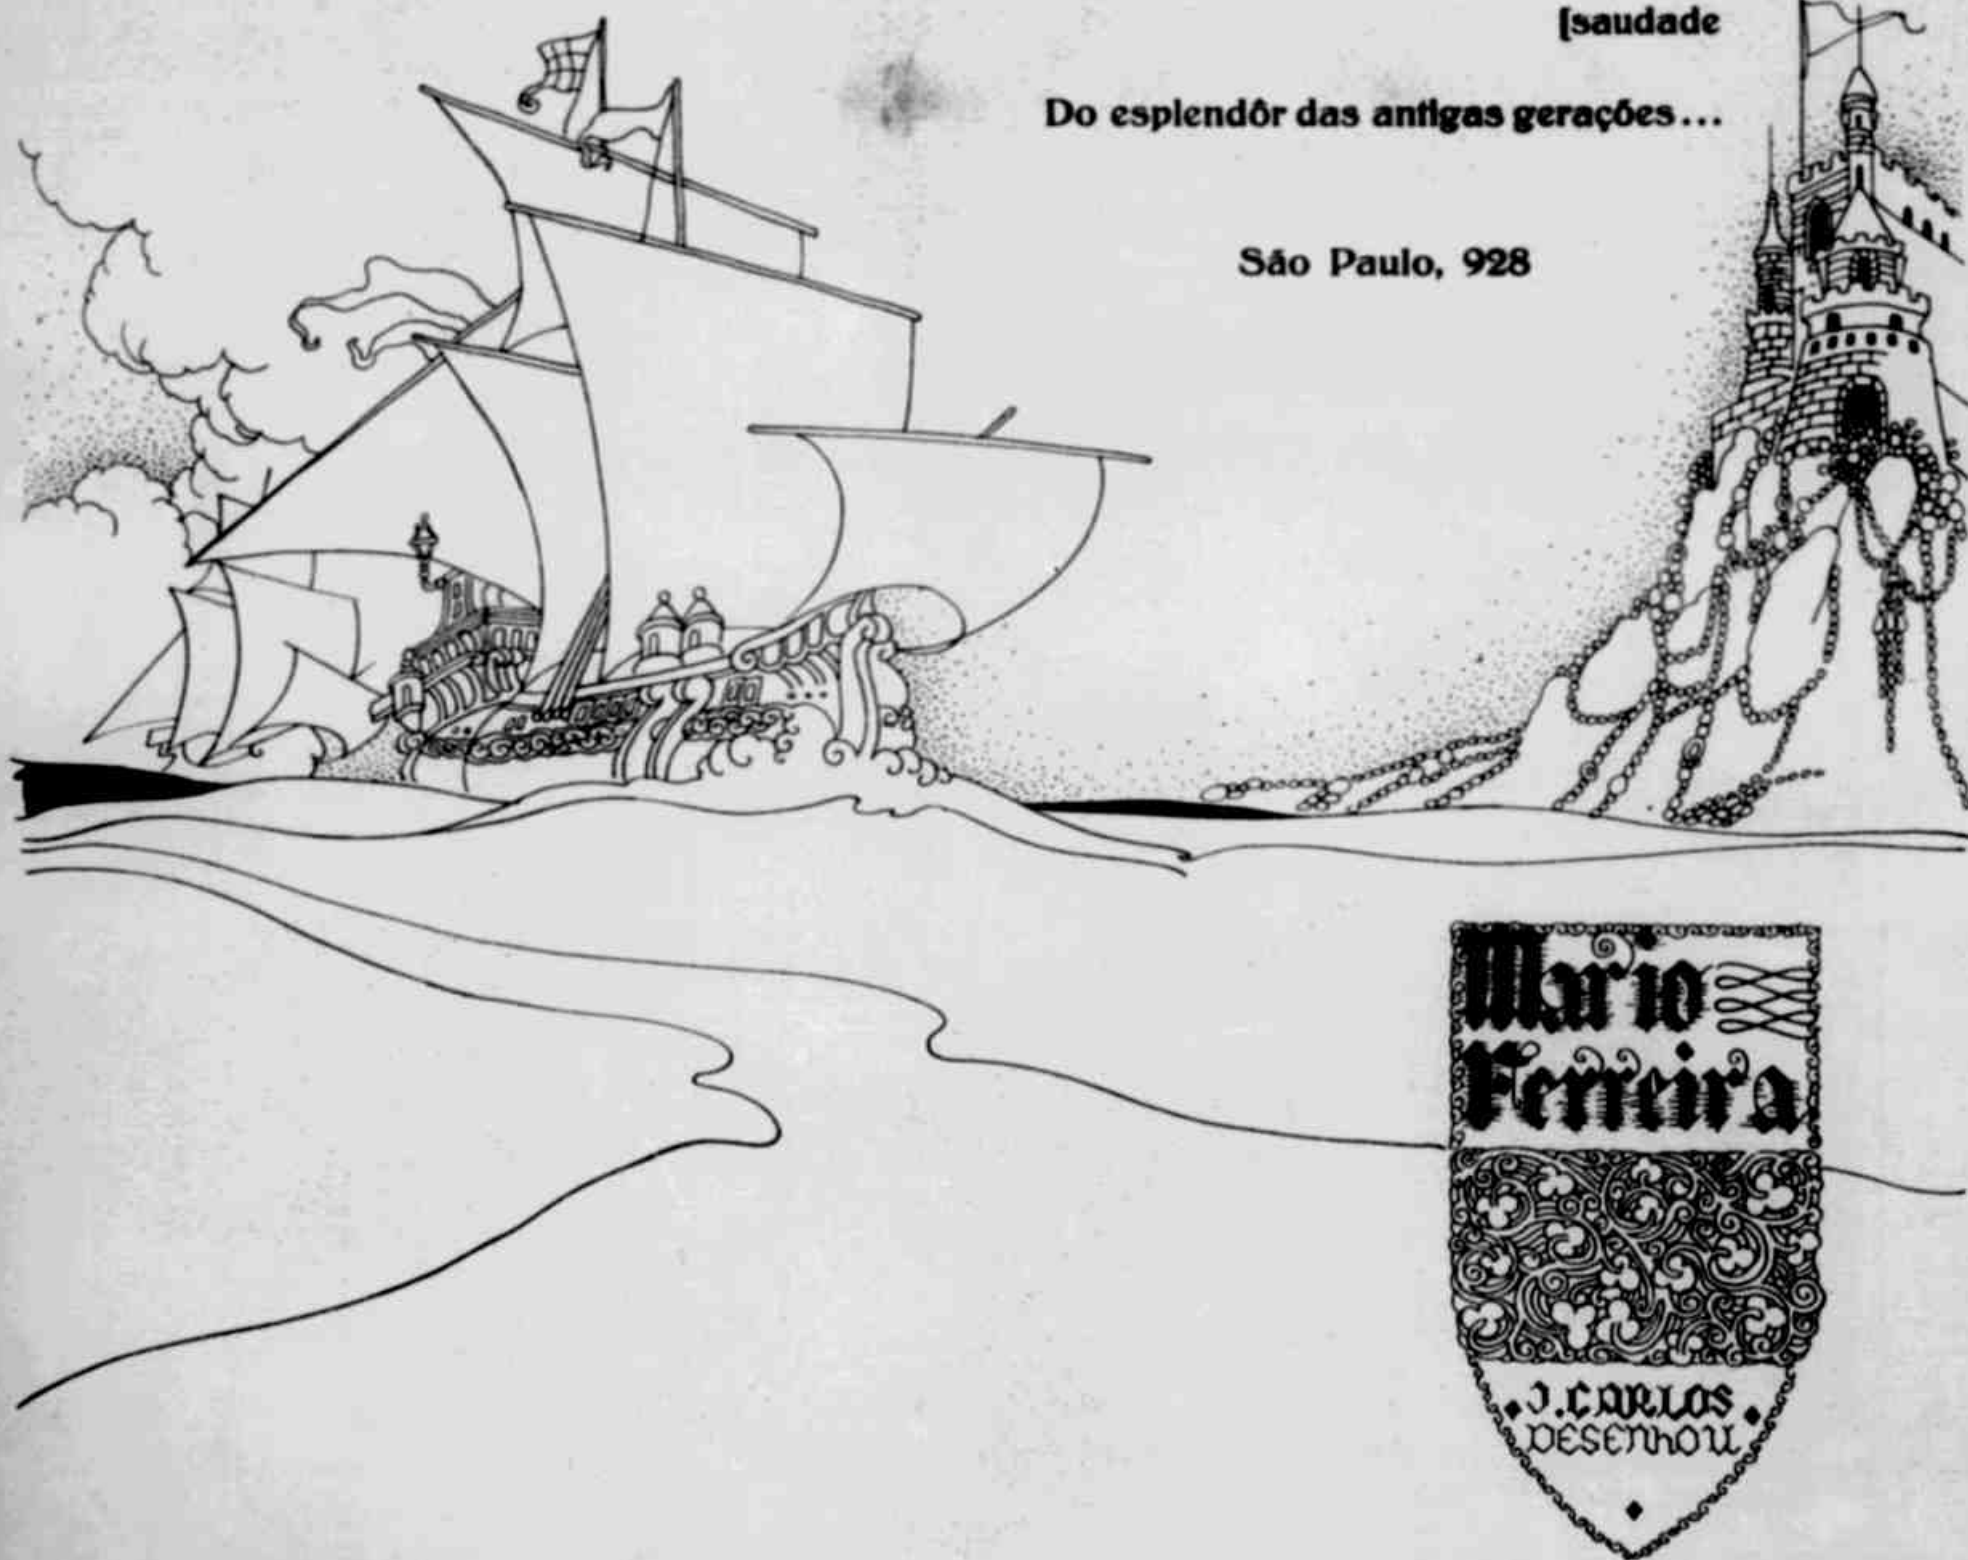 [saudade
Do esplendôr das antigas gerações...
São Paulo, 928
Mario
Ferreira
J. CARLOS
DESENHOU